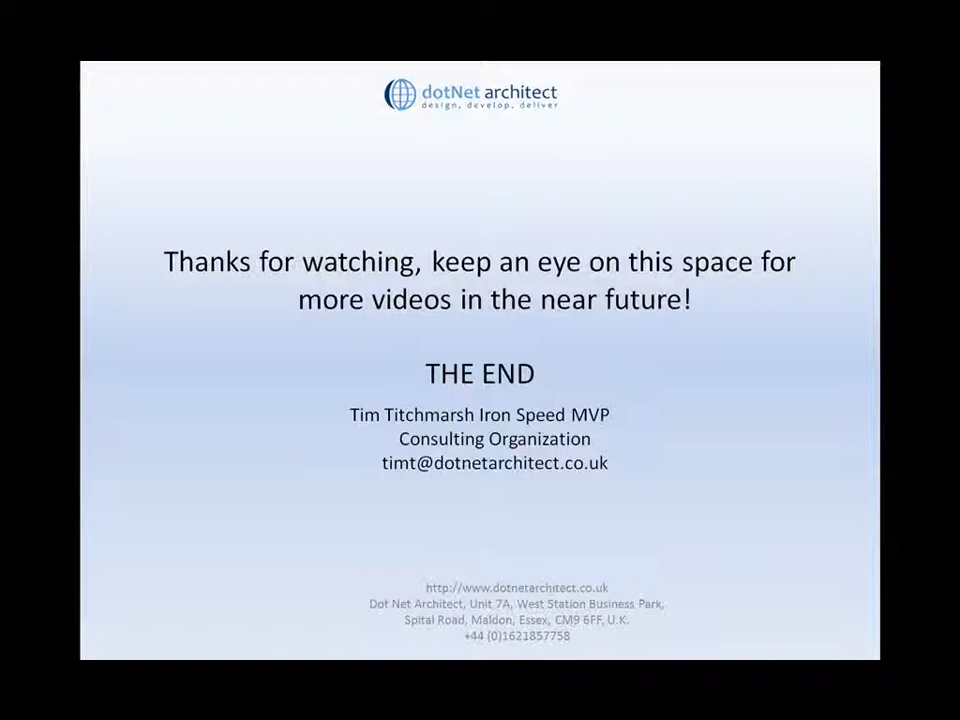 dotNet architect
design, develop, deliver
Thanks for watching, keep an eye on this space for
more videos in the near future!
THE END
Tim Titchmarsh Iron Speed MVP
Consulting Organization
timt@dotnetarchitect.co.uk
http://www.dotnetarchitect.co.uk
Dot Net Architect, Unit 7A, West Station Business Park,
Spital Road, Maldon, Essex, CM9 6FF, U.K.
+44 (0)1621857758